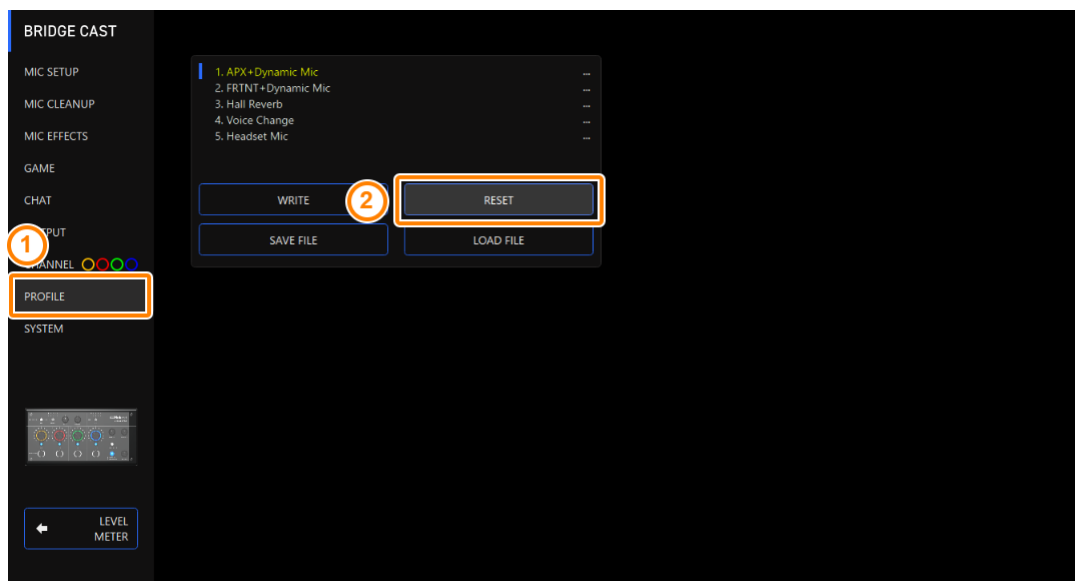 BRIDGE CAST
MIC SETUP
MIC CLEANUP
MIC EFFECTS
GAME
CHAT
1
CHANNEL
PROFILE
SYSTEM
LEVEL
METER
1. APX+Dynamic Mic ...
2. FRTNT+Dynamic Mic ...
3. Hall Reverb ...
4. Voice Change ...
5. Headset Mic ...
WRITE
2
RESET
SAVE FILE
LOAD FILE